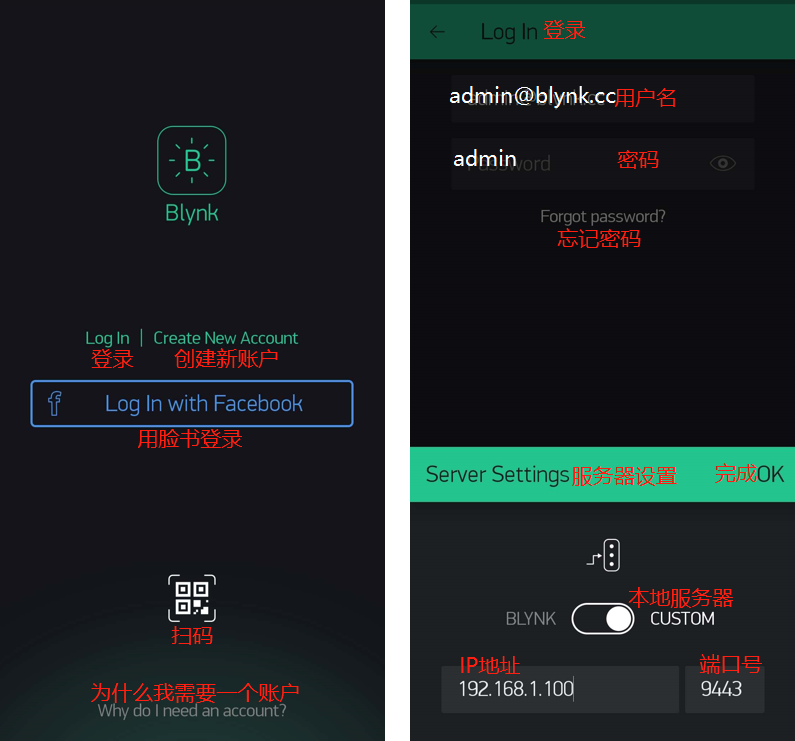 B
Blynk
Log In | Create New Account
登录 创建新账户
f Log In with Facebook
用脸书登录
扫码
为什么我需要一个账户
Why do I need an account?
← Log In 登录
admin@blynk.cc 用户名
admin 密码
Password
Forgot password?
忘记密码
Server Settings 服务器设置 完成OK
本地服务器
BLYNK CUSTOM
IP地址 端口号
192.168.1.100 9443